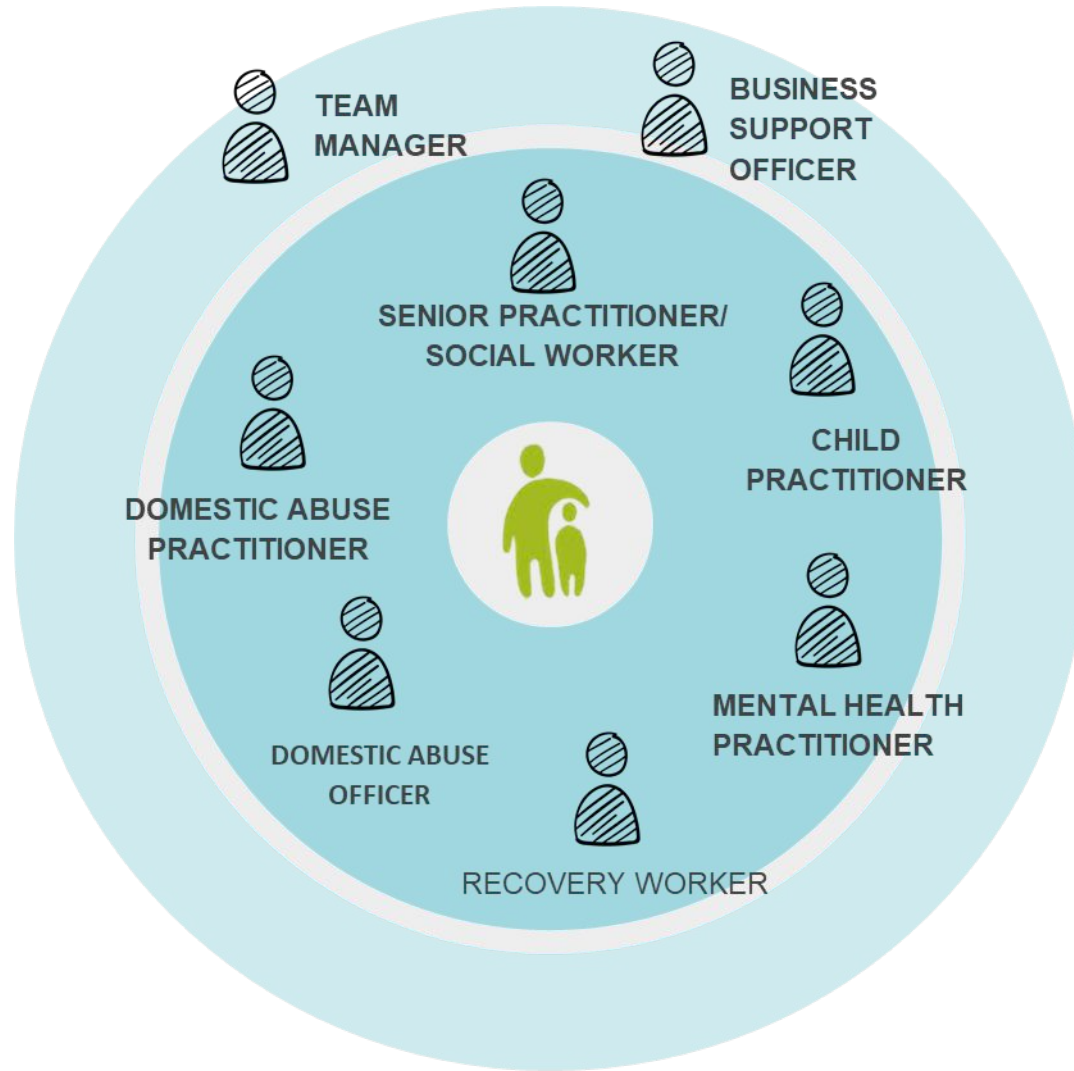 TEAM
MANAGER
BUSINESS
SUPPORT
OFFICER
SENIOR PRACTITIONER/
SOCIAL WORKER
CHILD
PRACTITIONER
DOMESTIC ABUSE
PRACTITIONER
MENTAL HEALTH
PRACTITIONER
DOMESTIC ABUSE
OFFICER
RECOVERY WORKER